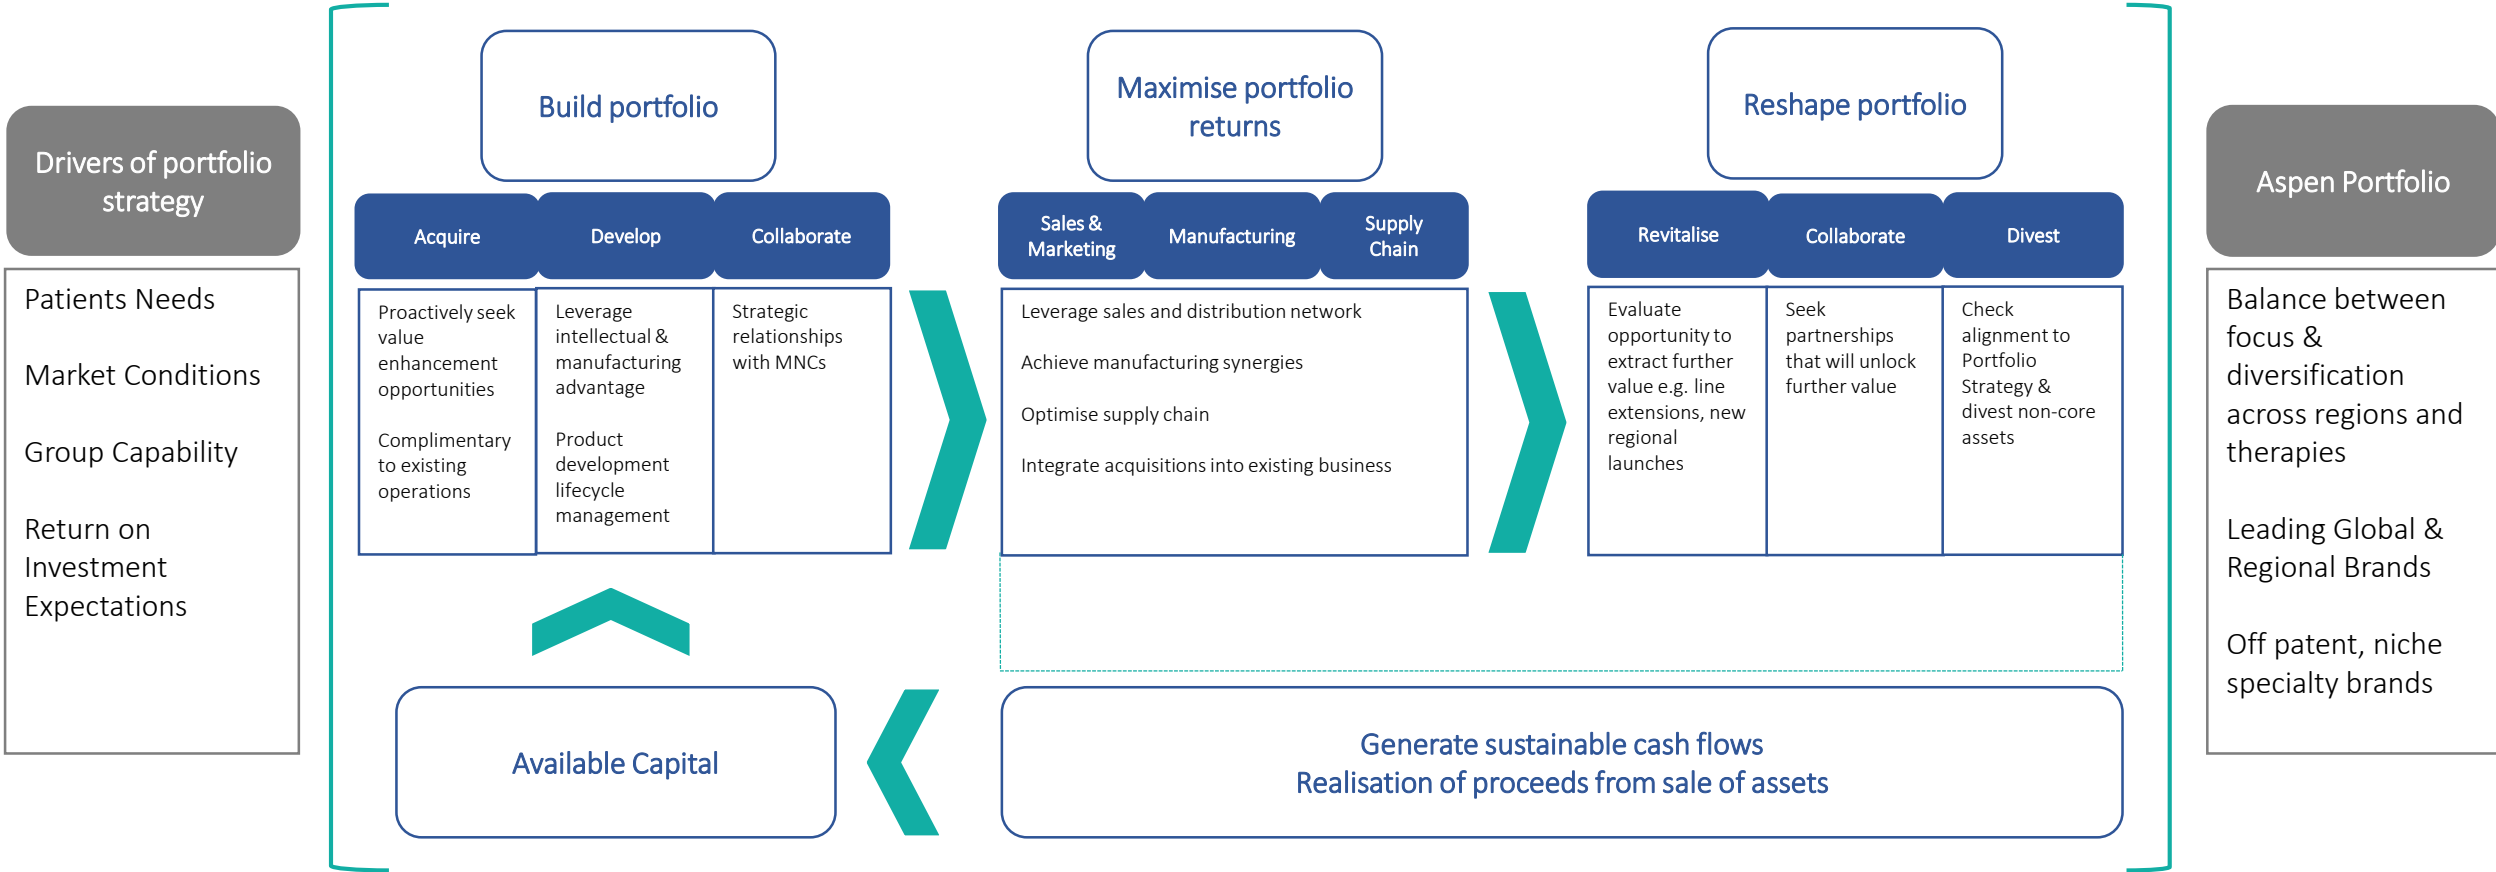 Drivers of portfolio
strategy
Patients Needs
Market Conditions
Group Capability
Return on
Investment
Expectations
Build portfolio
Acquire
Develop
Collaborate
Proactively seek
value
enhancement
opportunities
Complimentary
to existing
operations
Leverage
intellectual &
manufacturing
advantage
Product
development
lifecycle
management
Strategic
relationships
with MNCs
Maximise portfolio
returns
Sales &
Marketing
Manufacturing
Supply
Chain
Leverage sales and distribution network
Achieve manufacturing synergies
Optimise supply chain
Integrate acquisitions into existing business
Reshape portfolio
Revitalise
Collaborate
Divest
Evaluate
opportunity to
extract further
value e.g. line
extensions, new
regional
launches
Seek
partnerships
that will unlock
further value
Check
alignment to
Portfolio
Strategy &
divest non-core
assets
Available Capital
Generate sustainable cash flows
Realisation of proceeds from sale of assets
Aspen Portfolio
Balance between
focus &
diversification
across regions and
therapies
Leading Global &
Regional Brands
Off patent, niche
specialty brands